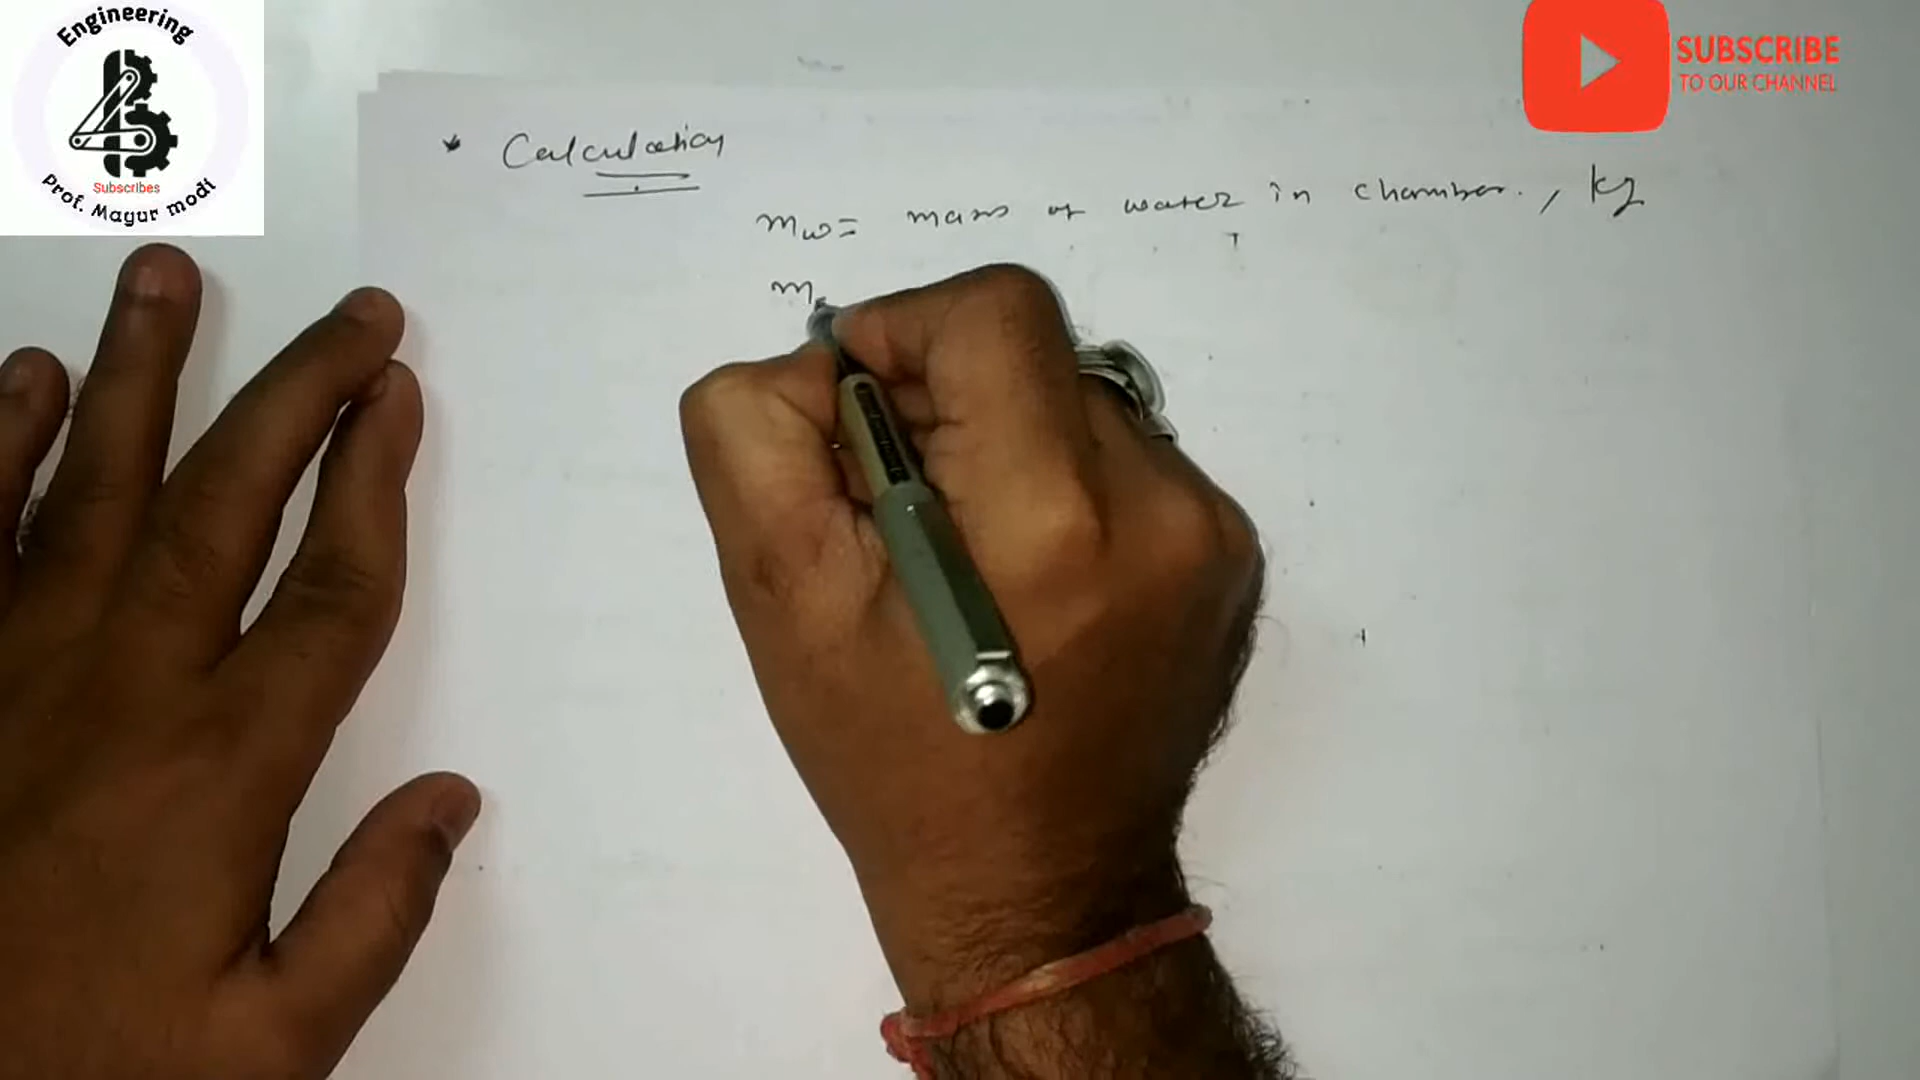 Engineering
Subscribes
Prof. Mayur modi
SUBSCRIBE
TO OUR CHANNEL
* Calculation
mw = mass of water in chamber., kg
m